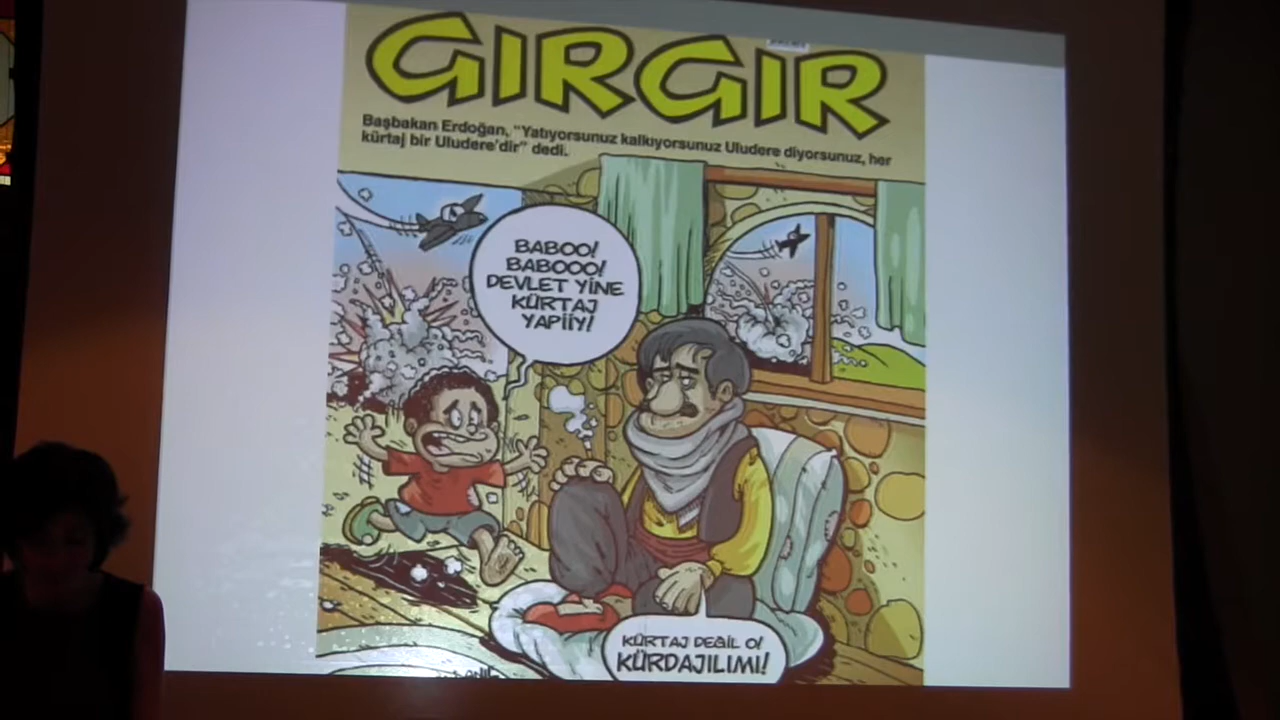 GIRGIR
Başbakan Erdoğan, "Yatıyorsunuz kalkıyorsunuz Uludere diyorsunuz, her
kürtaj bir Uludere'dir" dedi.
BABOO!
BABOOO!
DEVLET YİNE
KÜRTAJ
YAPİİY!
KÜRTAJ DEĞİL O!
KÜRDAJILIMI!